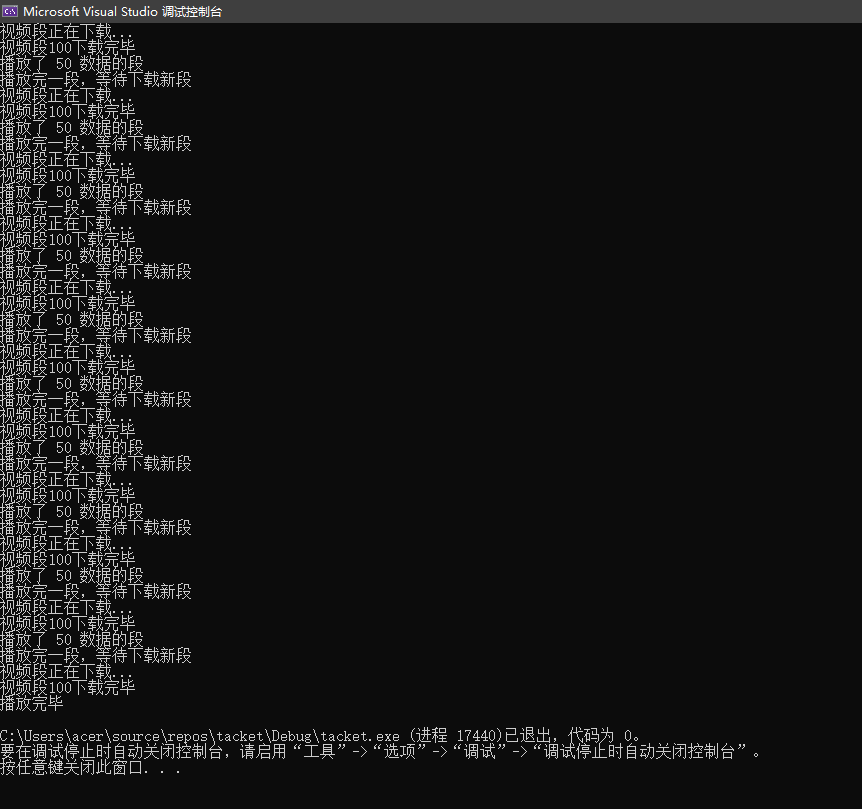 Microsoft Visual Studio 调试控制台
视频段正在下载...
视频段100下载完毕
播放了 50 数据的段
播放完一段，等待下载新段
视频段正在下载...
视频段100下载完毕
播放了 50 数据的段
播放完一段，等待下载新段
视频段正在下载...
视频段100下载完毕
播放了 50 数据的段
播放完一段，等待下载新段
视频段正在下载...
视频段100下载完毕
播放了 50 数据的段
播放完一段，等待下载新段
视频段正在下载...
视频段100下载完毕
播放了 50 数据的段
播放完一段，等待下载新段
视频段正在下载...
视频段100下载完毕
播放了 50 数据的段
播放完一段，等待下载新段
视频段正在下载...
视频段100下载完毕
播放了 50 数据的段
播放完一段，等待下载新段
视频段正在下载...
视频段100下载完毕
播放了 50 数据的段
播放完一段，等待下载新段
视频段正在下载...
视频段100下载完毕
播放了 50 数据的段
播放完一段，等待下载新段
视频段正在下载...
视频段100下载完毕
播放了 50 数据的段
播放完一段，等待下载新段
视频段正在下载...
视频段100下载完毕
播放完毕
C:\Users\acer\source\repos\tacket\Debug\tacket.exe (进程 17440)已退出，代码为 0。
要在调试停止时自动关闭控制台，请启用“工具”->“选项”->“调试”->“调试停止时自动关闭控制台”。
按任意键关闭此窗口. . .